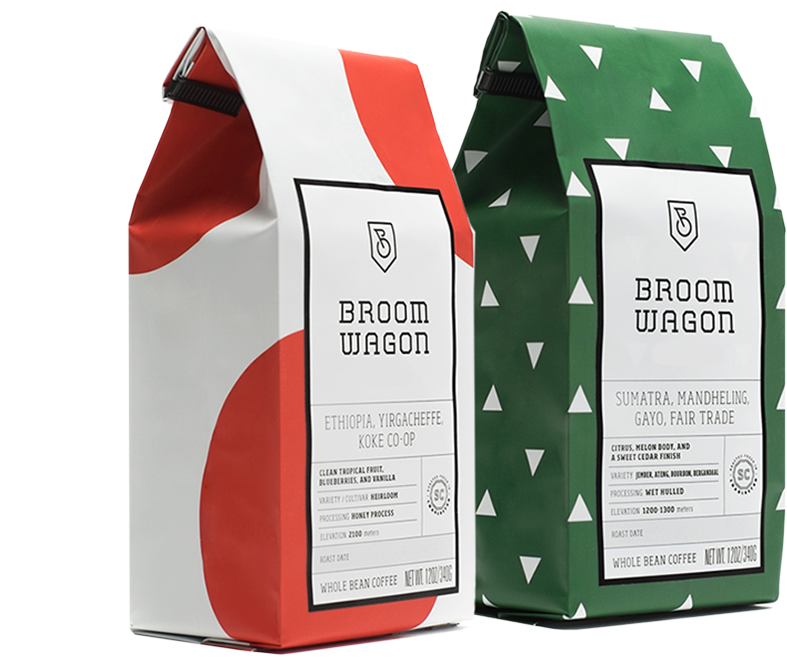 BROOM
WAGON
ETHIOPIA, YIRGACHEFFE,
KOKE CO-OP
CLEAN TROPICAL FRUIT,
BLUEBERRIES, AND VANILLA
VARIETY / CULTIVAR HEIRLOOM
PROCESSING HONEY PROCESS
ELEVATION 2100 meters
SC
ROAST DATE
WHOLE BEAN COFFEE NET WT. 12OZ/340G
BROOM
WAGON
SUMATRA, MANDHELING,
GAYO, FAIR TRADE
CITRUS, MELON BODY, AND
A SWEET CEDAR FINISH
VARIETY JEMBER, ATENG, BOURBON, BERGANDHAL
PROCESSING WET HULLED
ELEVATION 1200-1300 meters
SC
ROAST DATE
WHOLE BEAN COFFEE NET WT. 12OZ/340G